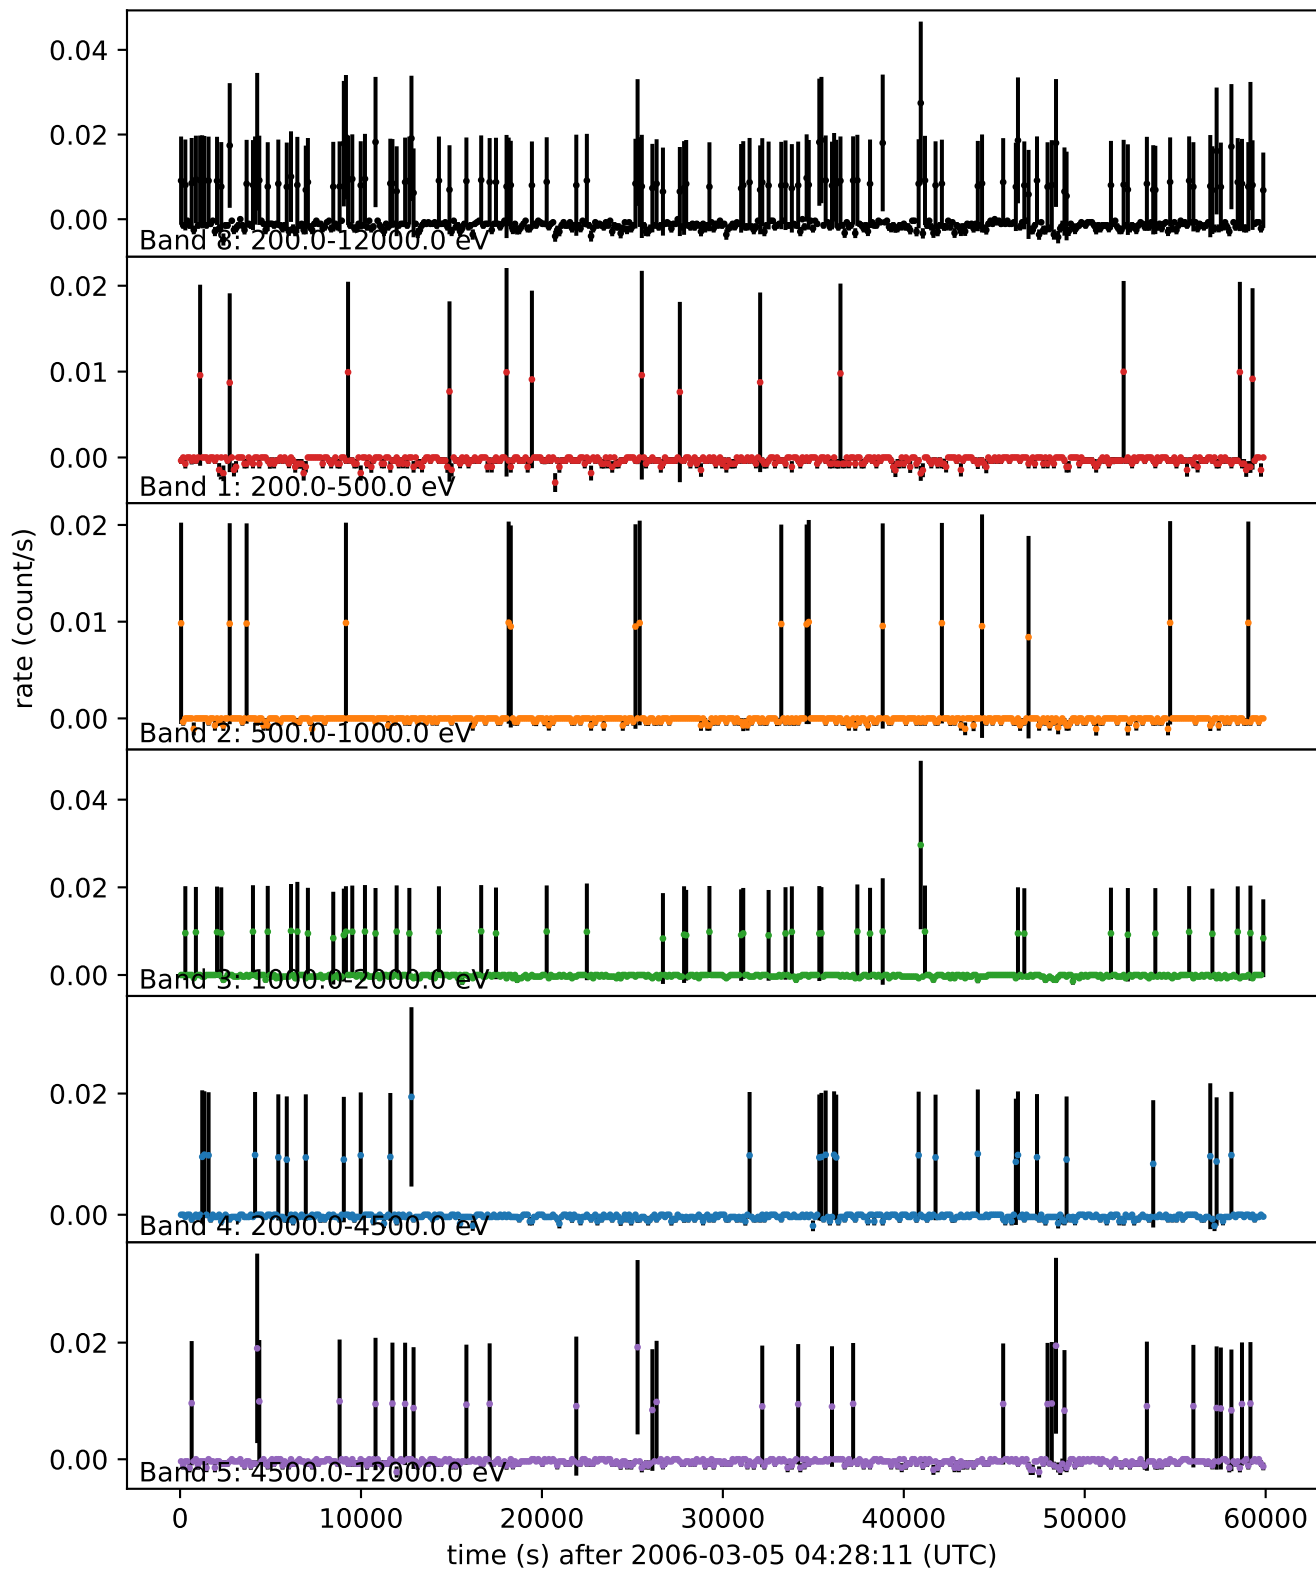 0.04
0.02
0.00
Band 8: 200.0-12000.0 eV
0.02
0.01
0.00
Band 1: 200.0-500.0 eV
0.02
0.01
0.00
Band 2: 500.0-1000.0 eV
rate (count/s)
0.04
0.02
0.00
Band 3: 1000.0-2000.0 eV
0.02
0.00
Band 4: 2000.0-4500.0 eV
0.02
0.00
Band 5: 4500.0-12000.0 eV
0 10000 20000 30000 40000 50000 60000
time (s) after 2006-03-05 04:28:11 (UTC)